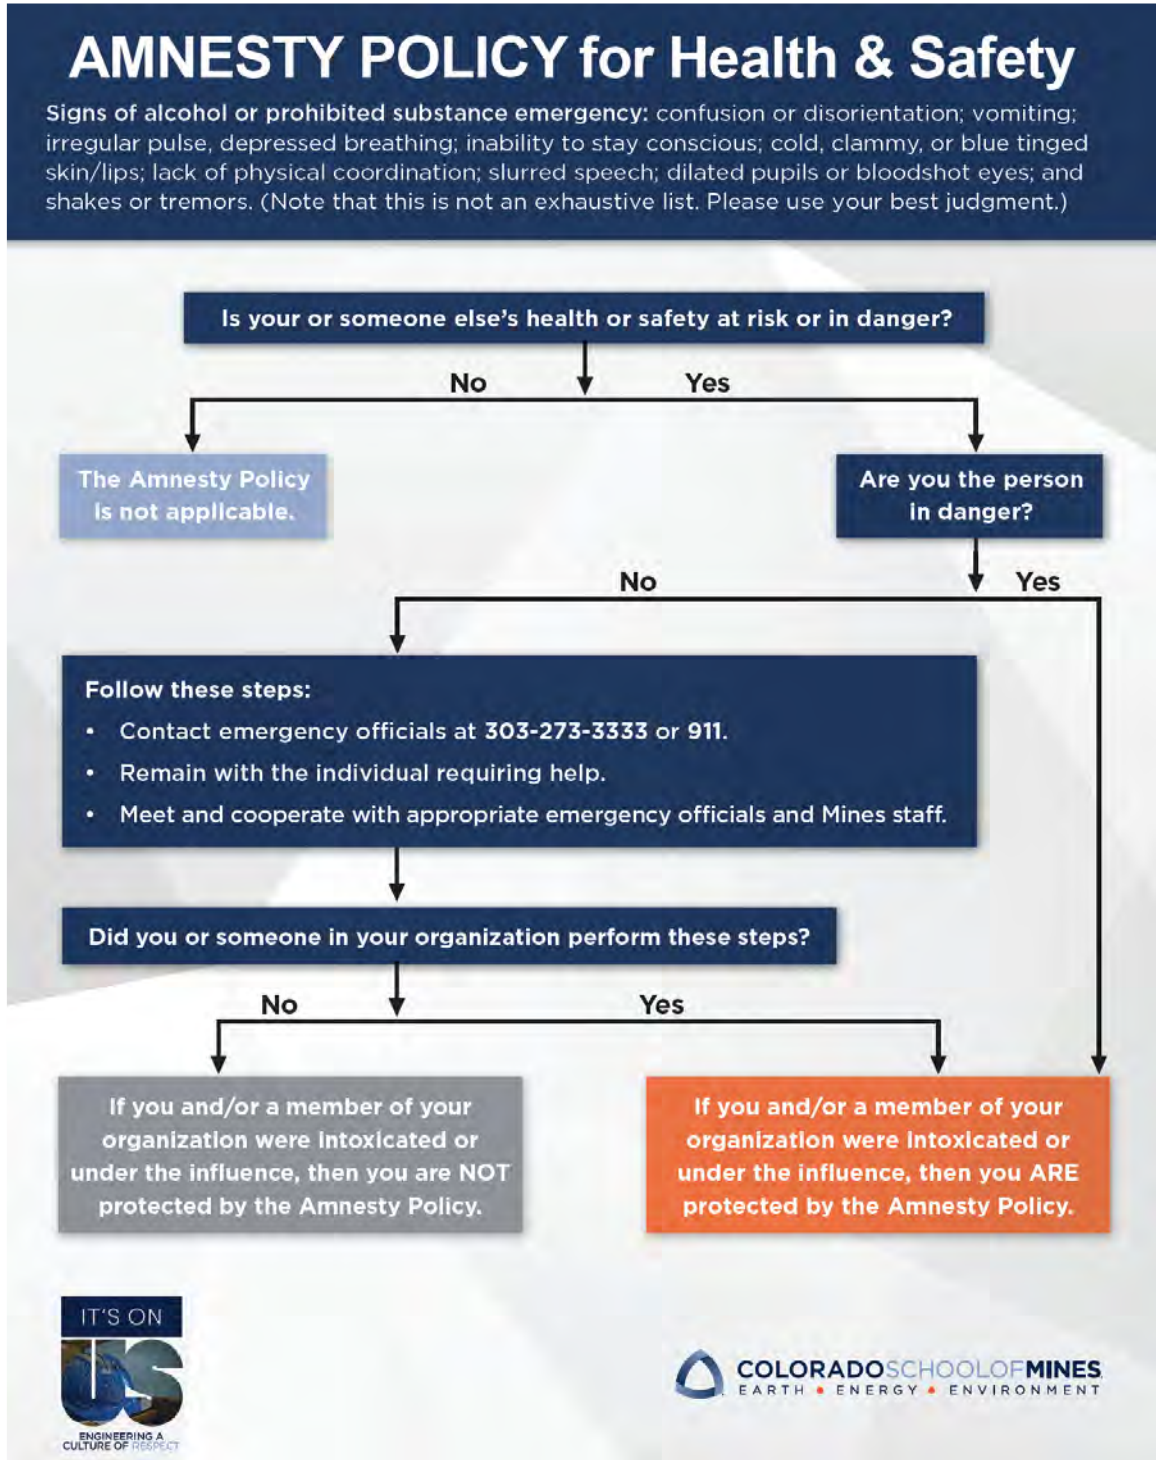 AMNESTY POLICY for Health & Safety
Signs of alcohol or prohibited substance emergency: confusion or disorientation; vomiting;
irregular pulse, depressed breathing; inability to stay conscious; cold, clammy, or blue tinged
skin/lips; lack of physical coordination; slurred speech; dilated pupils or bloodshot eyes; and
shakes or tremors. (Note that this is not an exhaustive list. Please use your best judgment.)
Is your or someone else's health or safety at risk or in danger?
No
Yes
The Amnesty Policy
is not applicable.
Are you the person
in danger?
No
Yes
Follow these steps:
• Contact emergency officials at 303-273-3333 or 911.
• Remain with the individual requiring help.
• Meet and cooperate with appropriate emergency officials and Mines staff.
Did you or someone in your organization perform these steps?
No
Yes
If you and/or a member of your
organization were intoxicated or
under the influence, then you are NOT
protected by the Amnesty Policy.
If you and/or a member of your
organization were intoxicated or
under the influence, then you ARE
protected by the Amnesty Policy.
IT'S ON
US
ENGINEERING A
CULTURE OF RESPECT
COLORADOSCHOOLOFMINES
EARTH • ENERGY • ENVIRONMENT